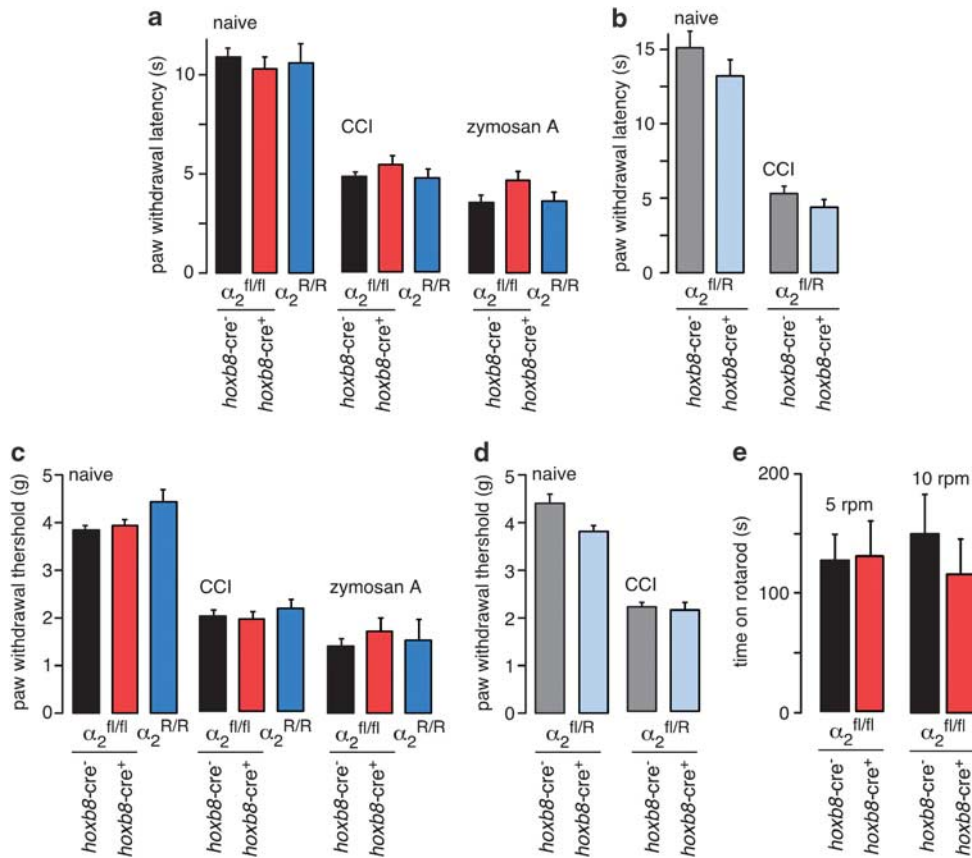 a
naive
CCI
zymosan A
paw withdrawal latency (s)
10
5
0
α2 fl/fl α2 R/R α2 fl/fl α2 R/R α2 fl/fl α2 R/R
hoxb8-cre- hoxb8-cre+ hoxb8-cre- hoxb8-cre+ hoxb8-cre- hoxb8-cre+
b
naive
CCI
paw withdrawal latency (s)
15
10
5
0
α2 fl/R α2 fl/R
hoxb8-cre- hoxb8-cre+ hoxb8-cre- hoxb8-cre+
c
naive
CCI
zymosan A
paw withdrawal thershold (g)
5
4
3
2
1
0
α2 fl/fl α2 R/R α2 fl/fl α2 R/R α2 fl/fl α2 R/R
hoxb8-cre- hoxb8-cre+ hoxb8-cre- hoxb8-cre+ hoxb8-cre- hoxb8-cre+
d
naive
CCI
paw withdrawal thershold (g)
5
4
3
2
1
0
α2 fl/R α2 fl/R
hoxb8-cre- hoxb8-cre+ hoxb8-cre- hoxb8-cre+
e
5 rpm
10 rpm
time on rotarod (s)
200
100
0
α2 fl/fl α2 fl/fl
hoxb8-cre- hoxb8-cre+ hoxb8-cre- hoxb8-cre+